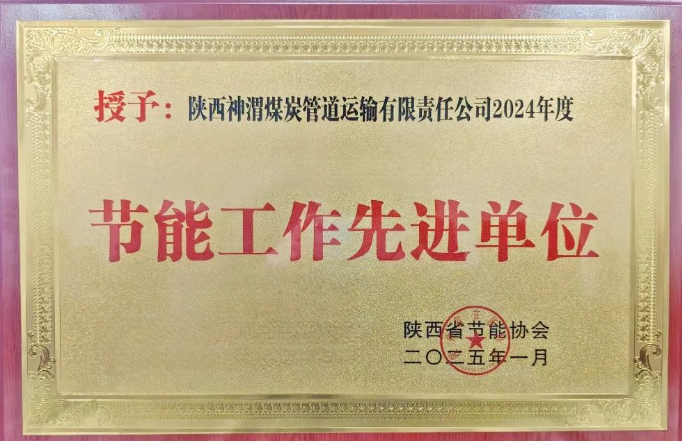 授予：陕西神渭煤炭管道运输有限责任公司2024年度
节能工作先进单位
陕西省节能协会
二〇二五年一月